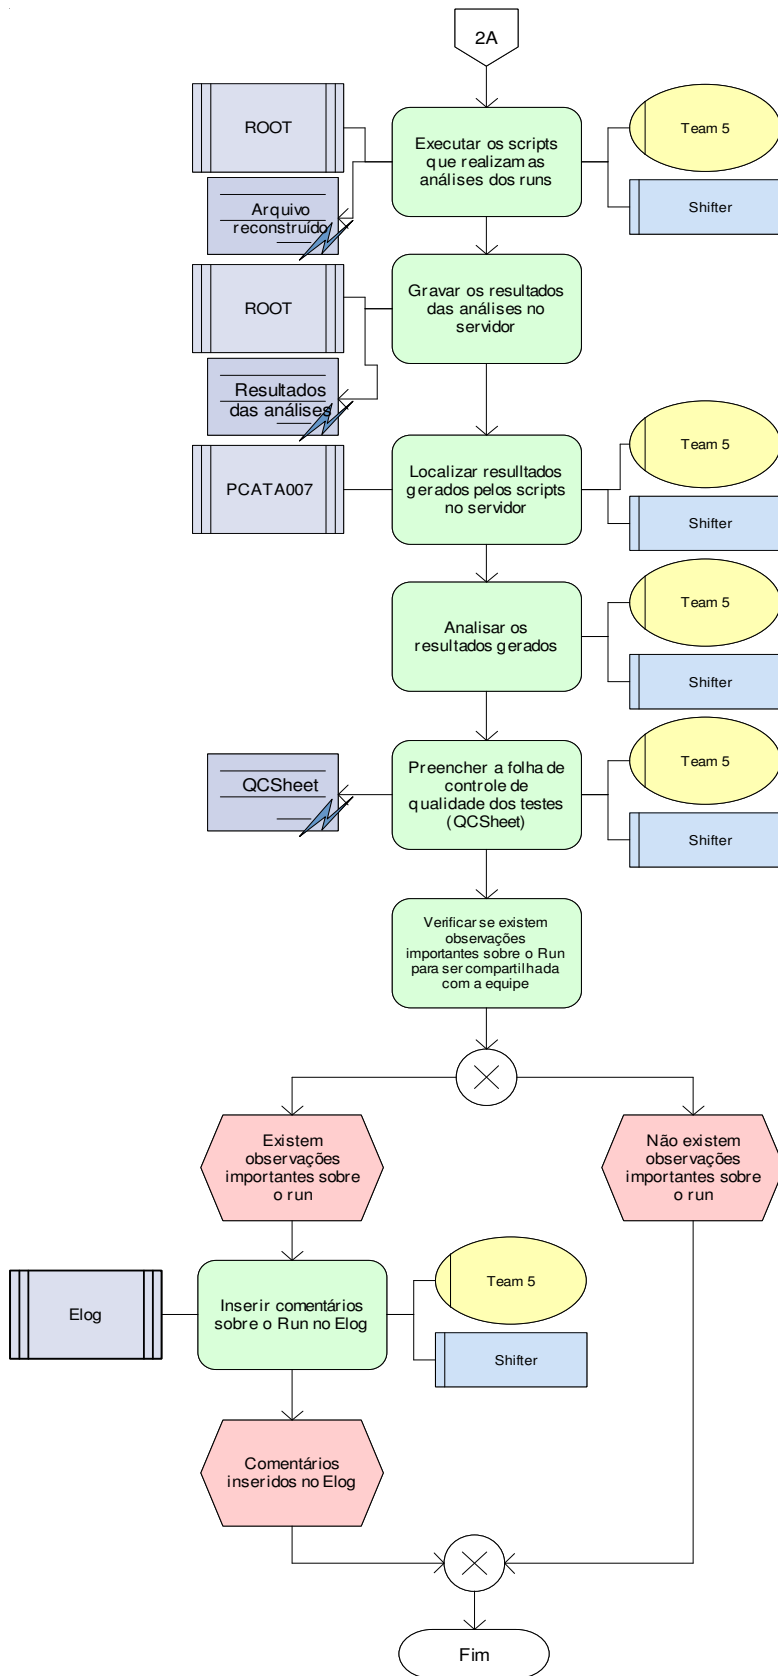 2A
ROOT
Executar os scripts
que realizam as
análises dos runs
Team 5
Arquivo
reconstruído
Shifter
ROOT
Gravar os resultados
das análises no
servidor
Resultados
das análises
PCATA007
Localizar resulltados
gerados pelos scripts
no servidor
Team 5
Shifter
Analisar os
resultados gerados
Team 5
Shifter
QCSheet
Preencher a folha de
controle de
qualidade dos testes
(QCSheet)
Team 5
Shifter
Verificar se existem
observações
importantes sobre o Run
para ser compartilhada
com a equipe
Existem
observações
importantes sobre
o run
Não existem
observações
importantes sobre
o run
Elog
Inserir comentários
sobre o Run no Elog
Team 5
Shifter
Comentários
inseridos no Elog
Fim